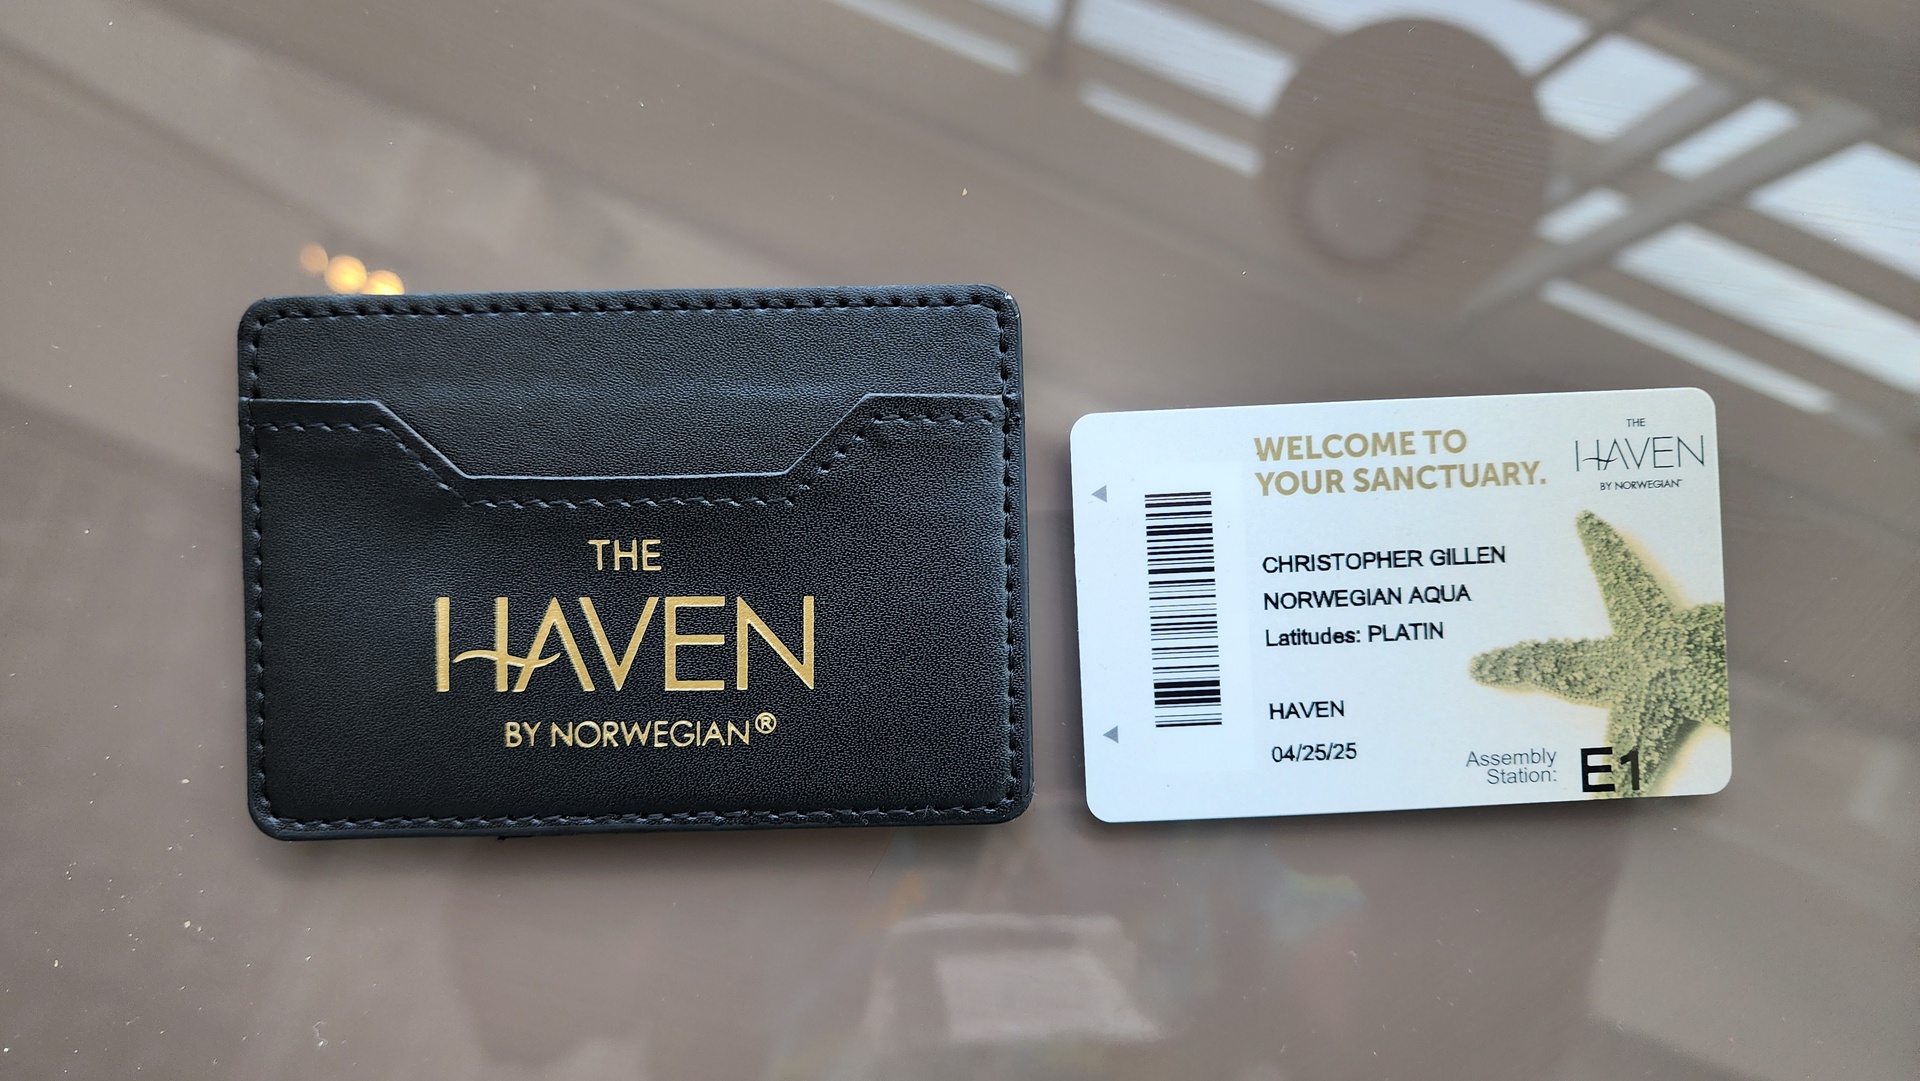 THE
HAVEN
BY NORWEGIAN®
WELCOME TO
YOUR SANCTUARY.
THE
HAVEN
BY NORWEGIAN™
CHRISTOPHER GILLEN
NORWEGIAN AQUA
Latitudes: PLATIN
HAVEN
04/25/25
Assembly
Station: E1